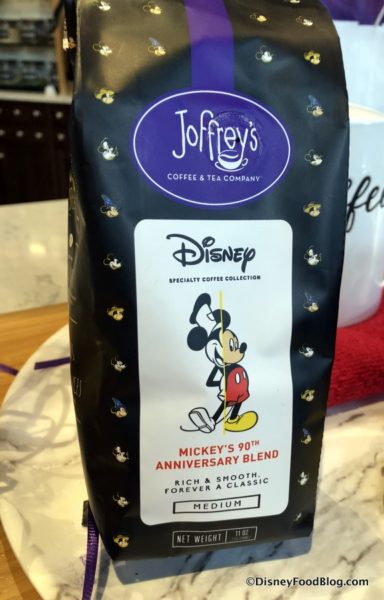 Joffrey's
COFFEE & TEA COMPANY
Disney
SPECIALTY COFFEE COLLECTION
MICKEY'S 90TH
ANNIVERSARY BLEND
RICH & SMOOTH,
FOREVER A CLASSIC
MEDIUM
NET WEIGHT 11 OZ
©DisneyFoodBlog.com